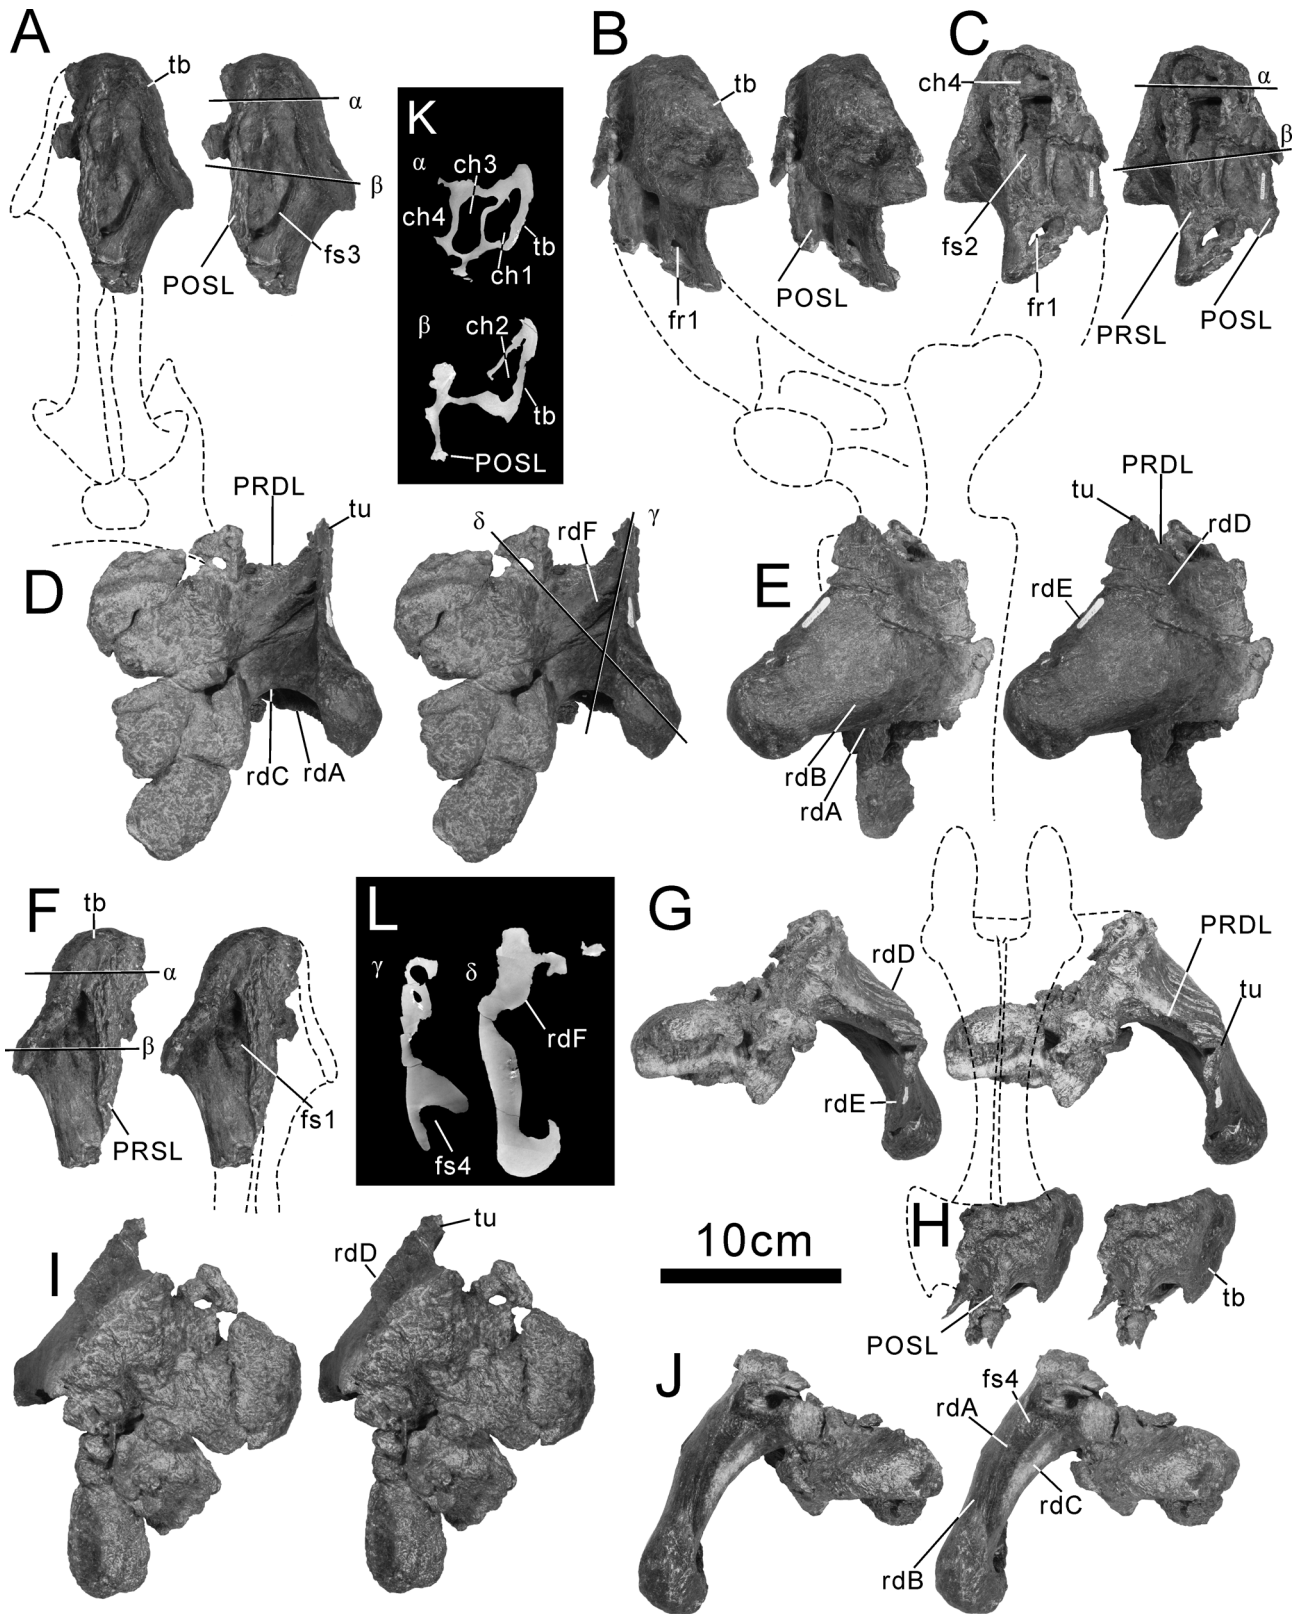 A
tb
α
β
POSL
fs3
B
tb
POSL
fr1
C
ch4
α
β
fs2
fr1
PRSL
POSL
K
α
ch3
ch4
tb
ch1
β
ch2
tb
POSL
D
PRDL
tu
δ
γ
rdF
rdC
rdA
E
PRDL
tu
rdD
rdE
rdB
rdA
F
tb
α
β
PRSL
fs1
L
γ
δ
rdF
fs4
G
rdD
PRDL
tu
rdE
H
tb
POSL
10cm
I
tu
rdD
J
fs4
rdA
rdC
rdB